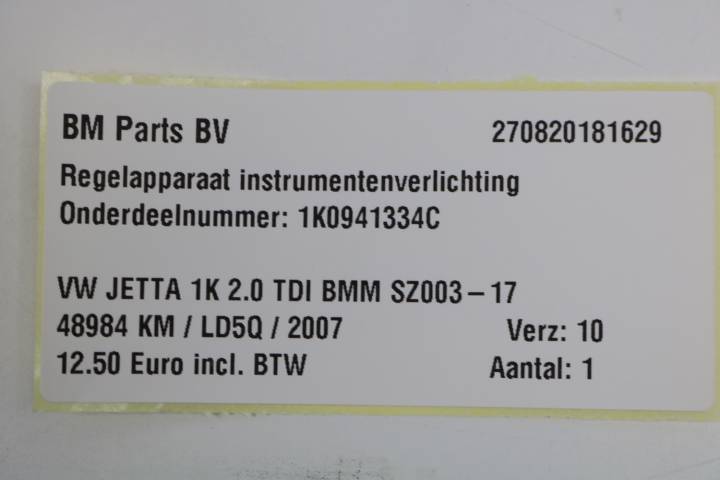 BM Parts BV 270820181629
Regelapparaat instrumentenverlichting
Onderdeelnummer: 1K0941334C
VW JETTA 1K 2.0 TDI BMM SZ003-17
48984 KM / LD5Q / 2007 Verz: 10
12.50 Euro incl. BTW Aantal: 1